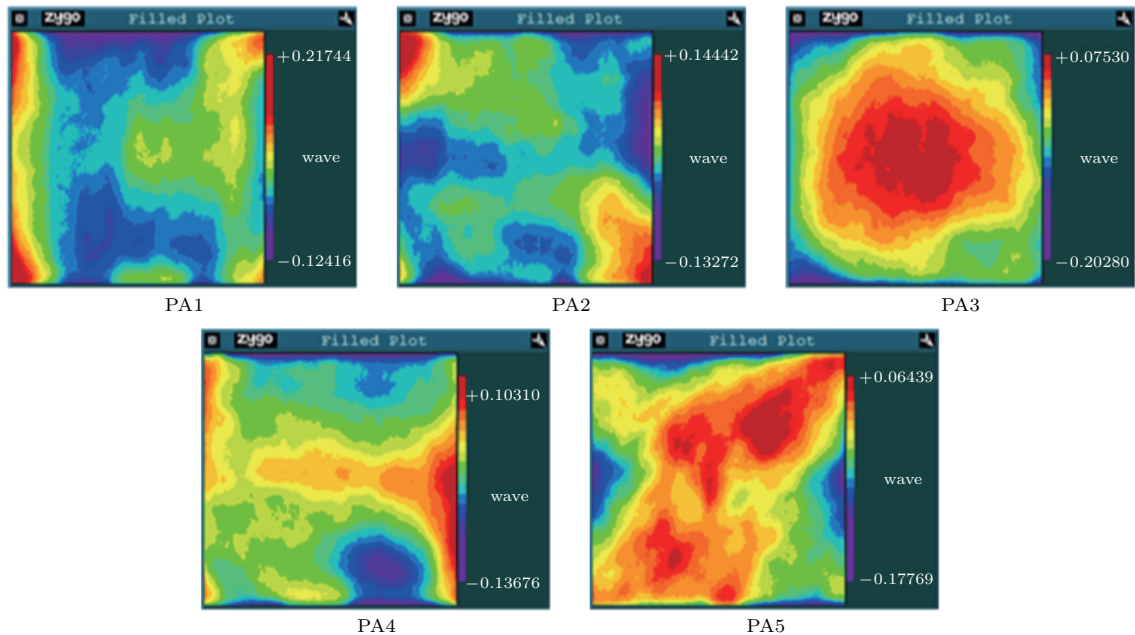 zygo Filled Plot
+0.21744
wave
−0.12416
PA1
zygo Filled Plot
+0.14442
wave
−0.13272
PA2
zygo Filled Plot
+0.07530
wave
−0.20280
PA3
zygo Filled Plot
+0.10310
wave
−0.13676
PA4
zygo Filled Plot
+0.06439
wave
−0.17769
PA5